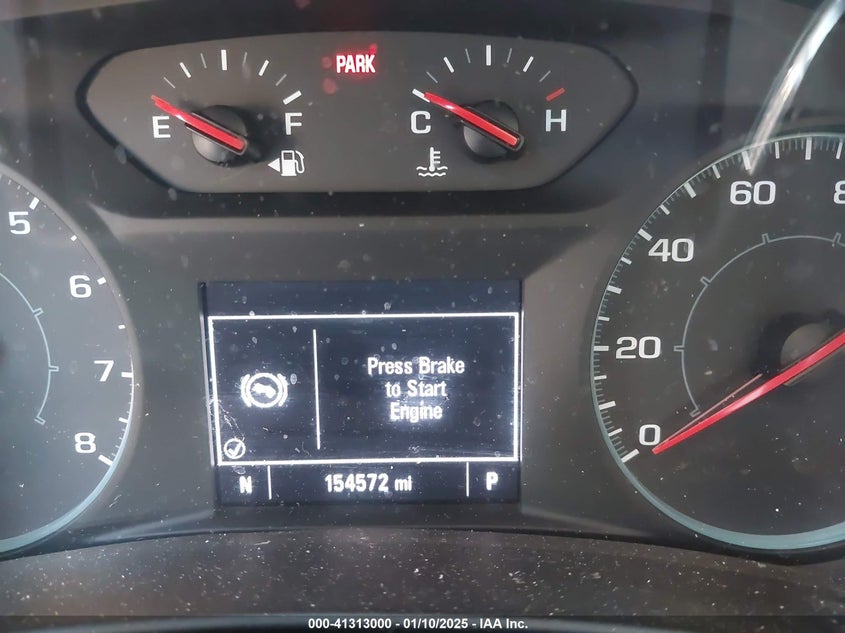 PARK
E F C H
5
6
7
8
60 8
40
20
0
Press Brake
to Start
Engine
N 154572 mi P
000-41313000 - 01/10/2025 - IAA Inc.